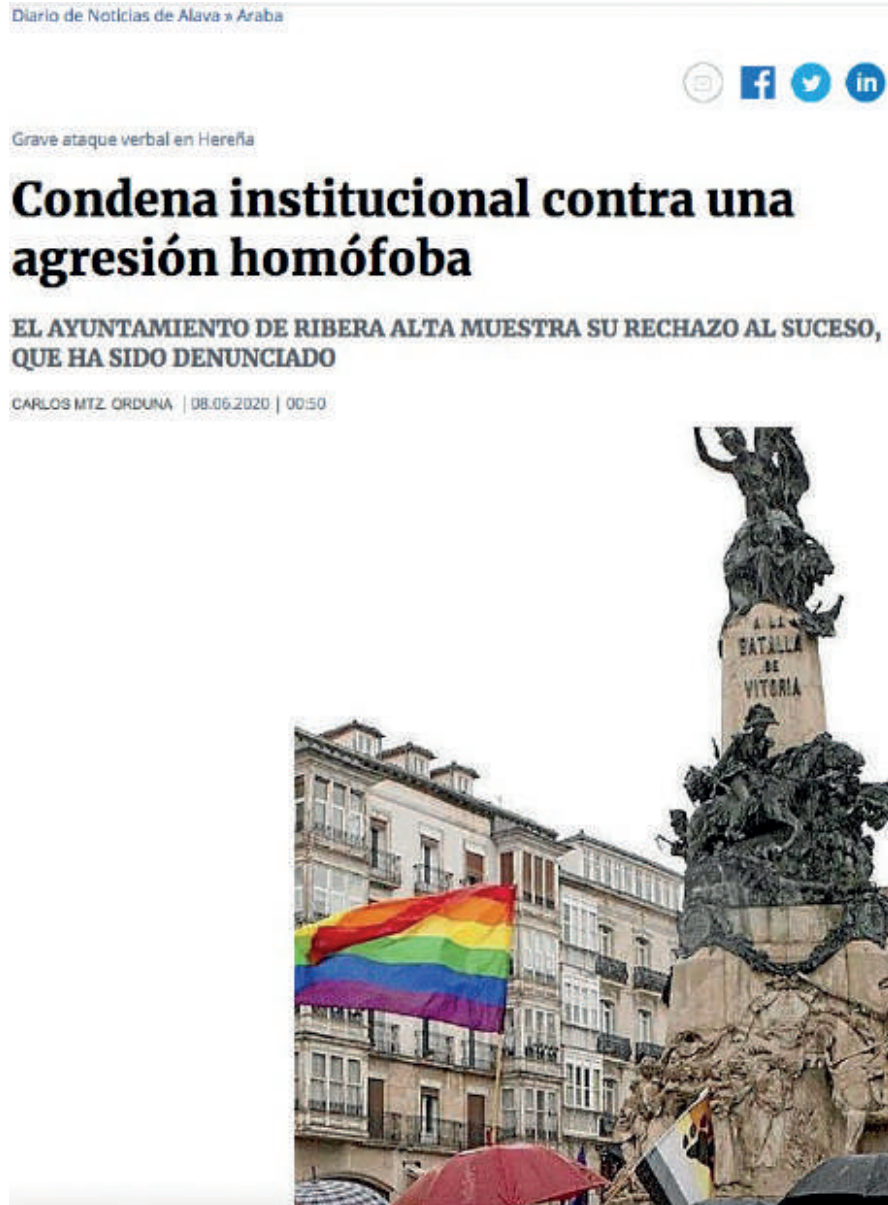 Diario de Noticias de Alava » Araba
Grave ataque verbal en Hereña
Condena institucional contra una
agresión homófoba
EL AYUNTAMIENTO DE RIBERA ALTA MUESTRA SU RECHAZO AL SUCESO,
QUE HA SIDO DENUNCIADO
CARLOS MTZ. ORDUNA | 08.06.2020 | 00:50
A LA
BATALLA
DE
VITORIA